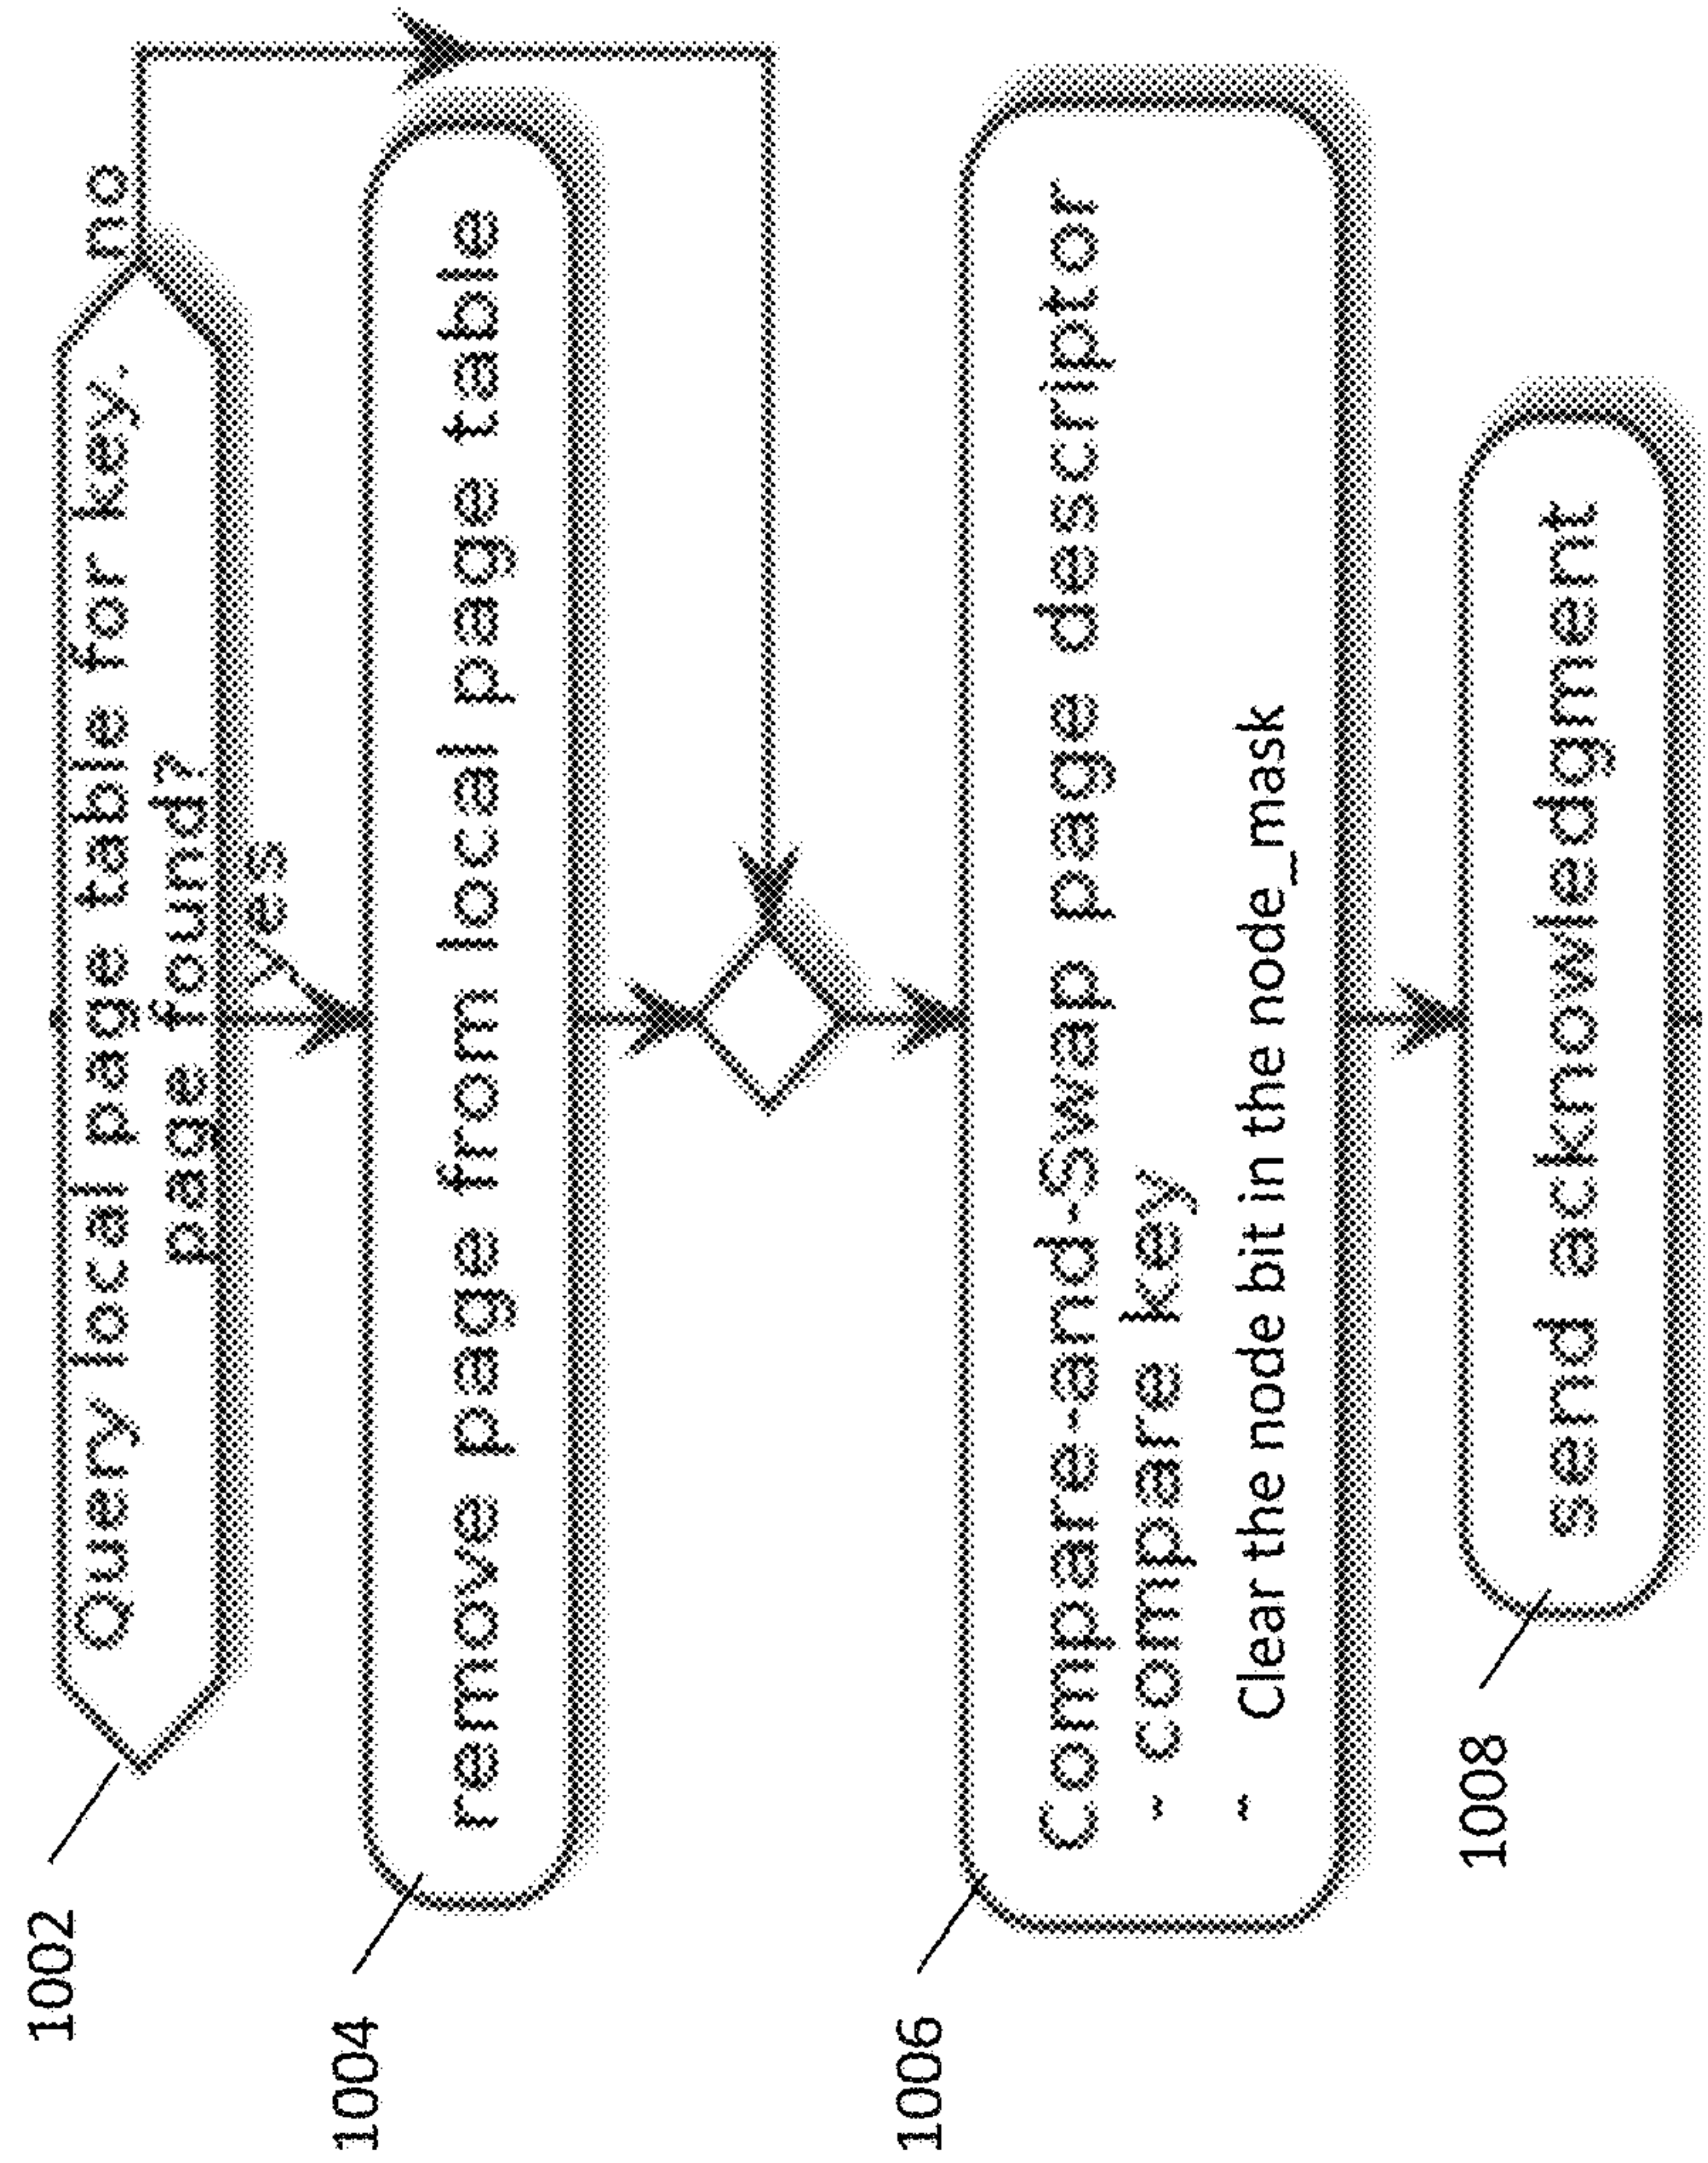 1002
Query local page table for key.
page found?
no
yes
1004
remove page from local page table
1006
Compare-and-Swap page descriptor
- compare key
- Clear the node bit in the node_mask
1008
send acknowledgment